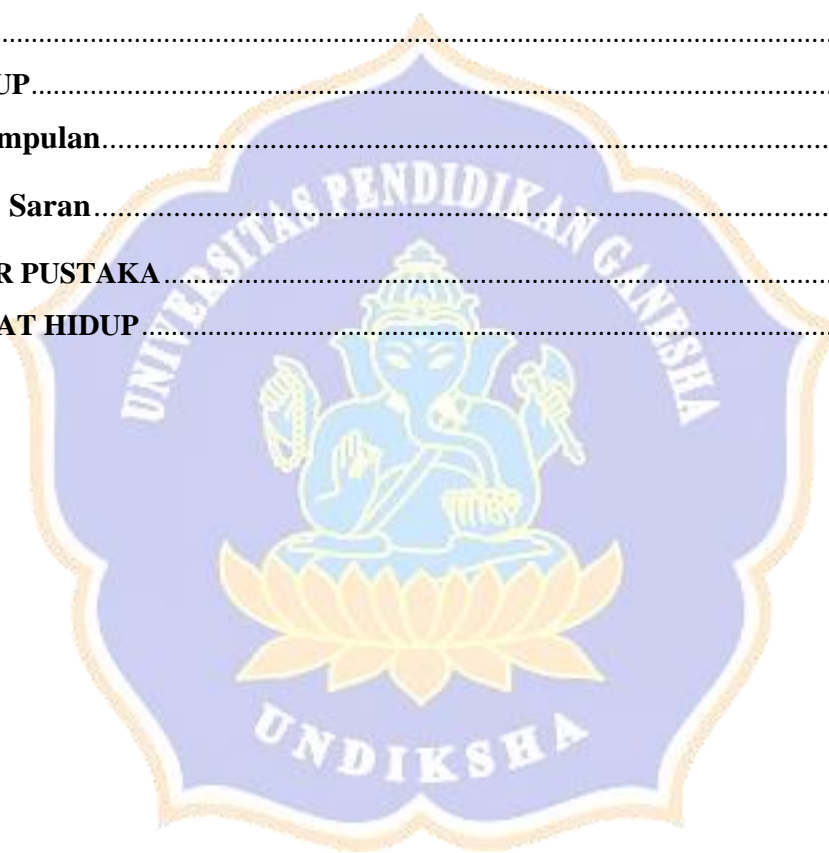 ...........................................................................................................................
UP...........................................................................................................................
mpulan...........................................................................................................................
Saran...........................................................................................................................
R PUSTAKA...........................................................................................................................
AT HIDUP...........................................................................................................................
UNIVERSITAS PENDIDIKAN GANESHA
UNDIKSHA